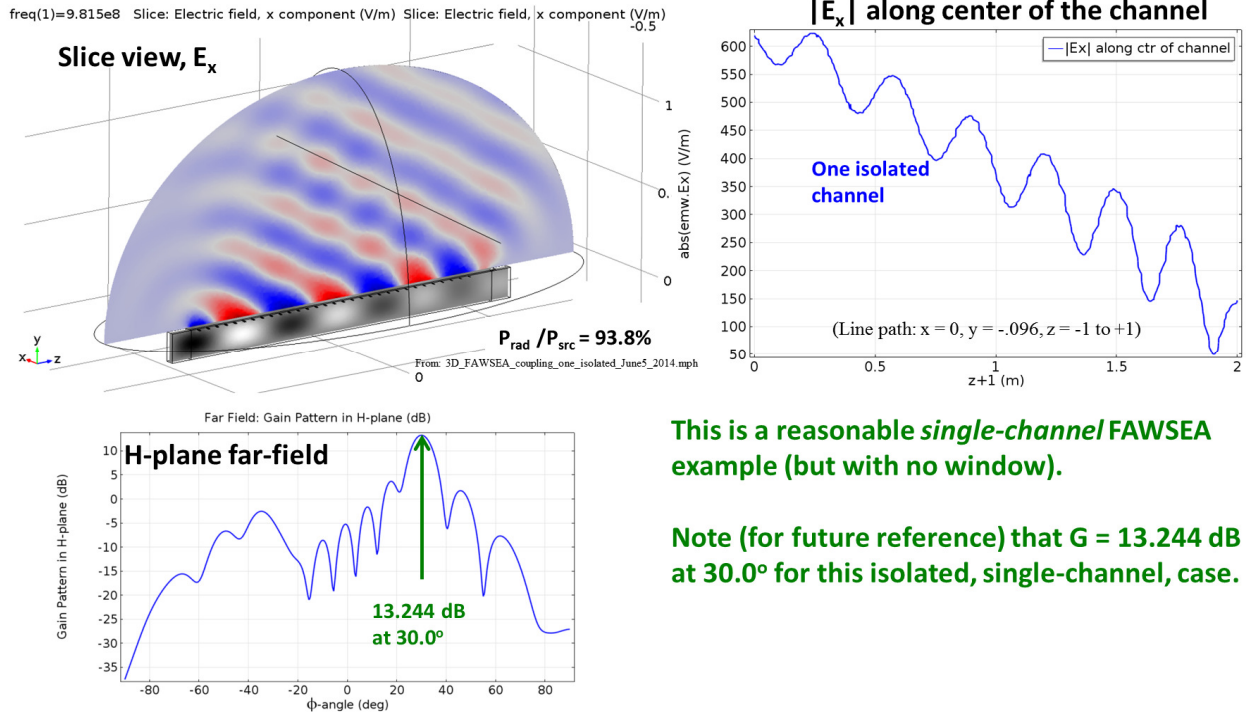 freq(1)=9.815e8 Slice: Electric field, x component (V/m) Slice: Electric field, x component (V/m)
-0.5
Slice view, Eₓ
1
0.
0
y
x
z
P_rad /P_src = 93.8%
From: 3D_FAWSEA_coupling_one_isolated_June5_2014.mph
0
|Eₓ| along center of the channel
|Ex| along ctr of channel
abs(emw.Ex) (V/m)
600
550
500
450
400
350
300
250
200
150
100
50
One isolated
channel
(Line path: x = 0, y = -.096, z = -1 to +1)
0
0.5
1
1.5
2
z+1 (m)
Far Field: Gain Pattern in H-plane (dB)
H-plane far-field
Gain Pattern in H-plane (dB)
10
5
0
-5
-10
-15
-20
-25
-30
-35
13.244 dB
at 30.0º
-80
-60
-40
-20
0
20
40
60
80
ϕ-angle (deg)
This is a reasonable single-channel FAWSEA
example (but with no window).
Note (for future reference) that G = 13.244 dB
at 30.0º for this isolated, single-channel, case.